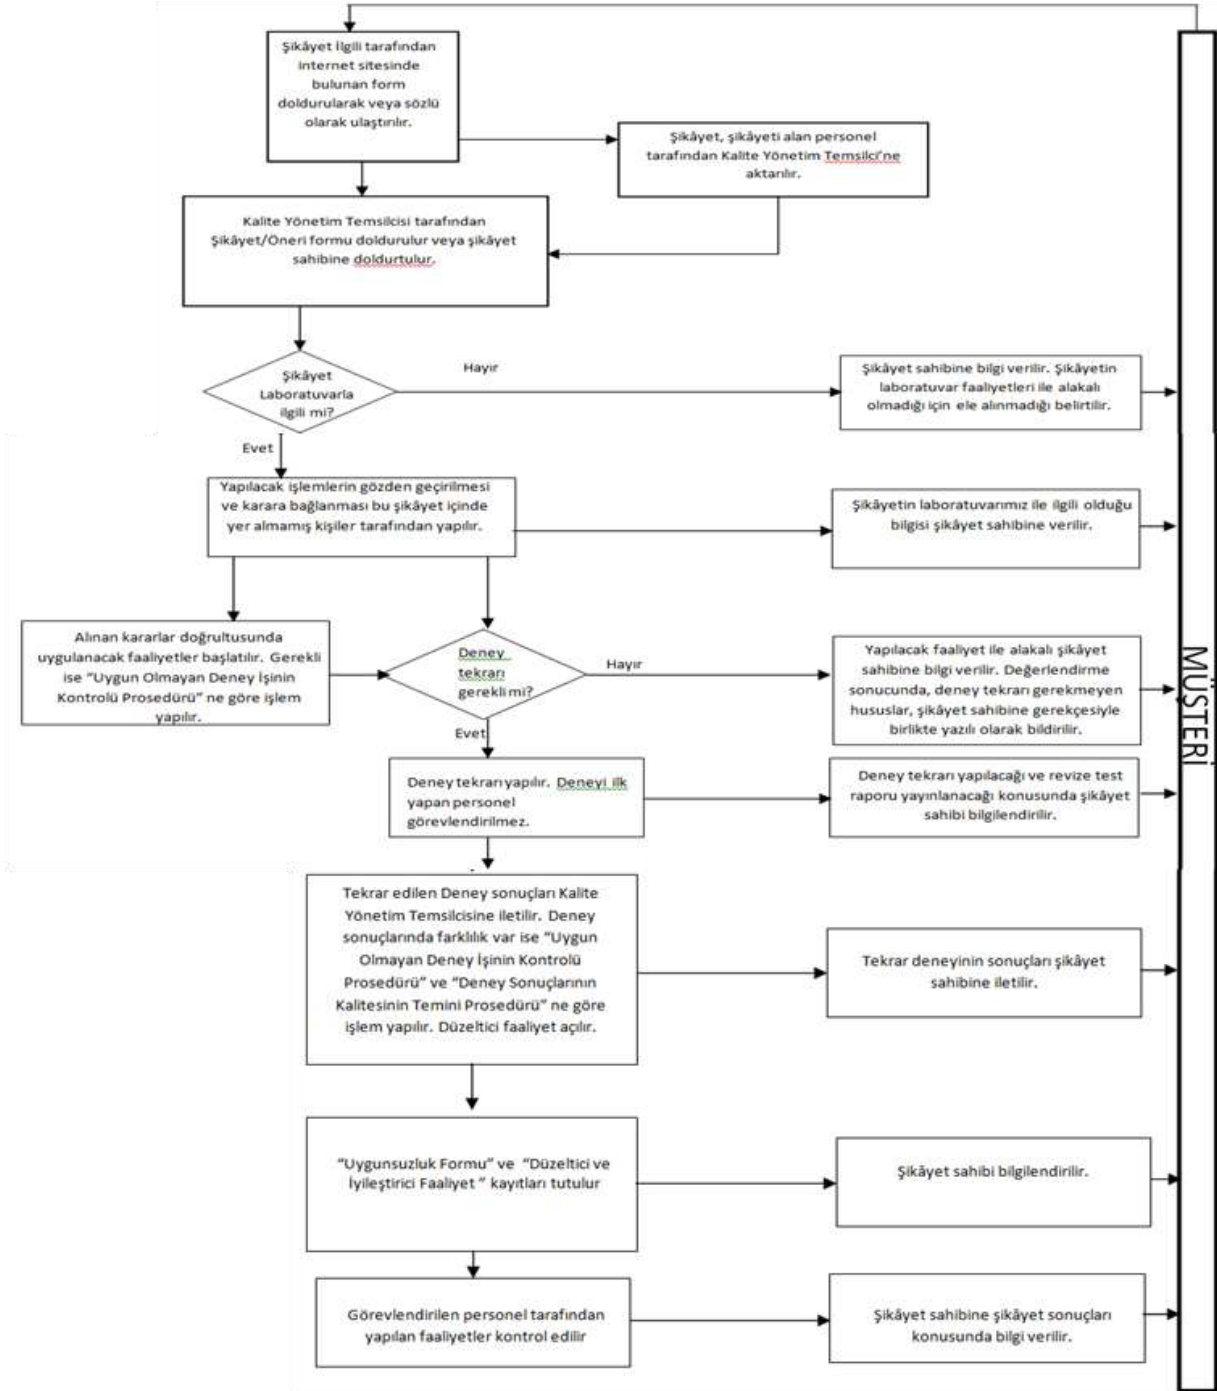 Şikâyet İlgili tarafından
internet sitesinde
bulunan form
doldurularak veya sözlü
olarak ulaştırılır.
Şikâyet, şikâyeti alan personel
tarafından Kalite Yönetim Temsilci’ne
aktarılır.
Kalite Yönetim Temsilcisi tarafından
Şikâyet/Öneri formu doldurulur veya şikâyet
sahibine doldurtulur.
Şikâyet
Laboratuvarla
ilgili mi?
Hayır
Şikâyet sahibine bilgi verilir. Şikâyetin
laboratuvar faaliyetleri ile alakalı
olmadığı için ele alınmadığı belirtilir.
Evet
Yapılacak işlemlerin gözden geçirilmesi
ve karara bağlanması bu şikâyet içinde
yer almamış kişiler tarafından yapılır.
Şikâyetin laboratuvarımız ile ilgili olduğu
bilgisi şikâyet sahibine verilir.
Alınan kararlar doğrultusunda
uygulanacak faaliyetler başlatılır. Gerekli
ise “Uygun Olmayan Deney İşinin
Kontrolü Prosedürü” ne göre işlem
yapılır.
Deney
tekrarı
gerekli mi?
Hayır
Yapılacak faaliyet ile alakalı şikâyet
sahibine bilgi verilir. Değerlendirme
sonucunda, deney tekrarı gerekmeyen
hususlar, şikâyet sahibine gerekçesiyle
birlikte yazılı olarak bildirilir.
MÜŞTERİ
Evet
Deney tekrarı yapılır. Deneyi ilk
yapan personel
görevlendirilmez.
Deney tekrarı yapılacağı ve revize test
raporu yayınlanacağı konusunda şikâyet
sahibi bilgilendirilir.
Tekrar edilen Deney sonuçları Kalite
Yönetim Temsilcisine iletilir. Deney
sonuçlarında farklılık var ise “Uygun
Olmayan Deney İşinin Kontrolü
Prosedürü” ve “Deney Sonuçlarının
Kalitesinin Temini Prosedürü” ne göre
işlem yapılır. Düzeltici faaliyet açılır.
Tekrar deneyinin sonuçları şikâyet
sahibine iletilir.
“Uygunsuzluk Formu” ve “Düzeltici ve
İyileştirici Faaliyet ” kayıtları tutulur
Şikâyet sahibi bilgilendirilir.
Görevlendirilen personel tarafından
yapılan faaliyetler kontrol edilir
Şikâyet sahibine şikâyet sonuçları
konusunda bilgi verilir.